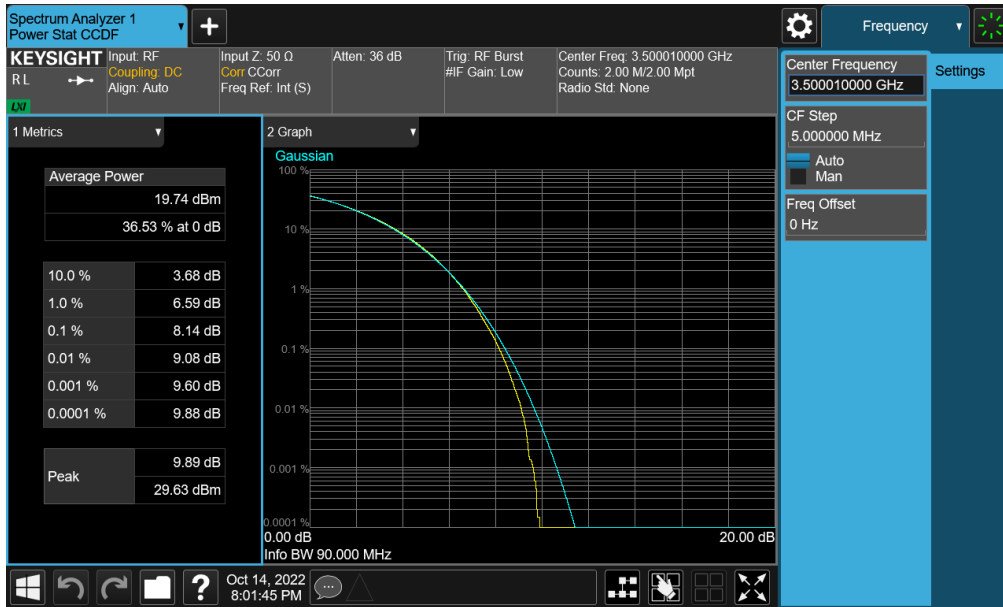 Spectrum Analyzer 1
Power Stat CCDF
+
Frequency
KEYSIGHT
R L
LXI
Input: RF
Coupling: DC
Align: Auto
Input Z: 50 Ω
Corr CCorr
Freq Ref: Int (S)
Atten: 36 dB
Trig: RF Burst
#IF Gain: Low
Center Freq: 3.500010000 GHz
Counts: 2.00 M/2.00 Mpt
Radio Std: None
Center Frequency
3.500010000 GHz
Settings
CF Step
5.000000 MHz
Auto
Man
Freq Offset
0 Hz
1 Metrics
Average Power
19.74 dBm
36.53 % at 0 dB
10.0 % 3.68 dB
1.0 % 6.59 dB
0.1 % 8.14 dB
0.01 % 9.08 dB
0.001 % 9.60 dB
0.0001 % 9.88 dB
Peak
9.89 dB
29.63 dBm
2 Graph
Gaussian
100 %
10 %
1 %
0.1 %
0.01 %
0.001 %
0.0001 %
0.00 dB 20.00 dB
Info BW 90.000 MHz
?
Oct 14, 2022
8:01:45 PM